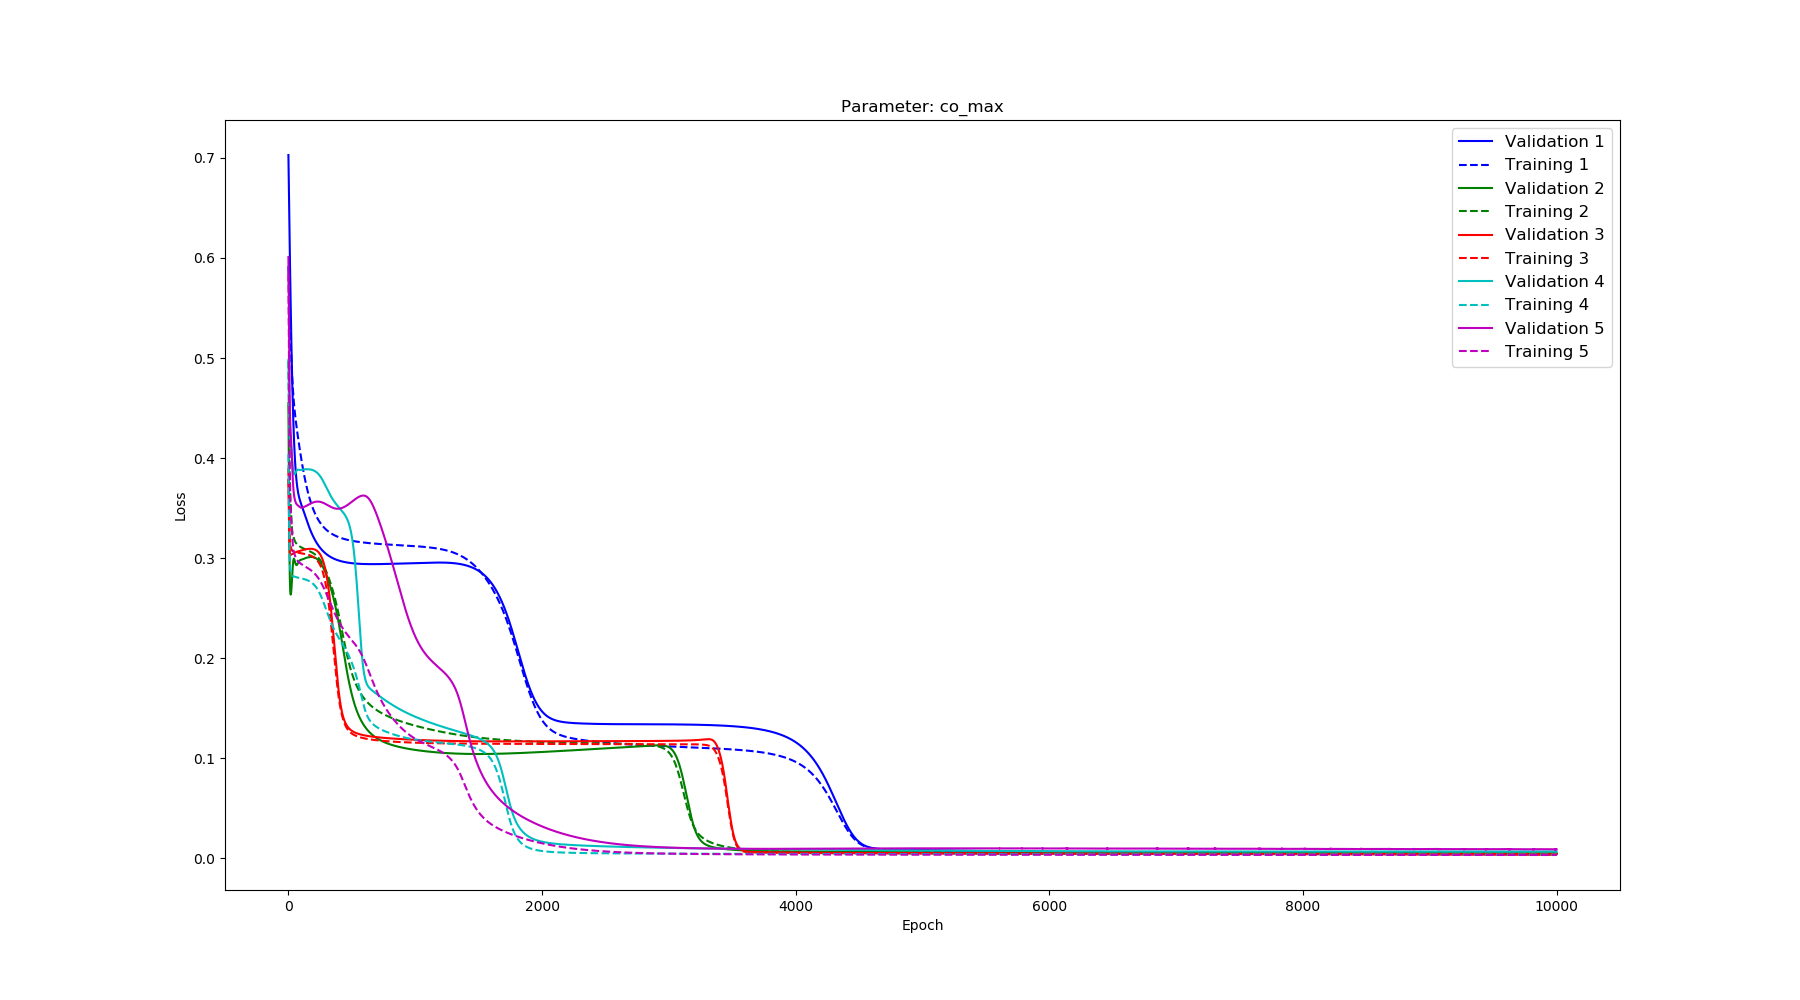 Parameter: co_max
0.7
0.6
0.5
0.4
0.3
0.2
0.1
0.0
Loss
Validation 1
Training 1
Validation 2
Training 2
Validation 3
Training 3
Validation 4
Training 4
Validation 5
Training 5
0 2000 4000 6000 8000 10000
Epoch